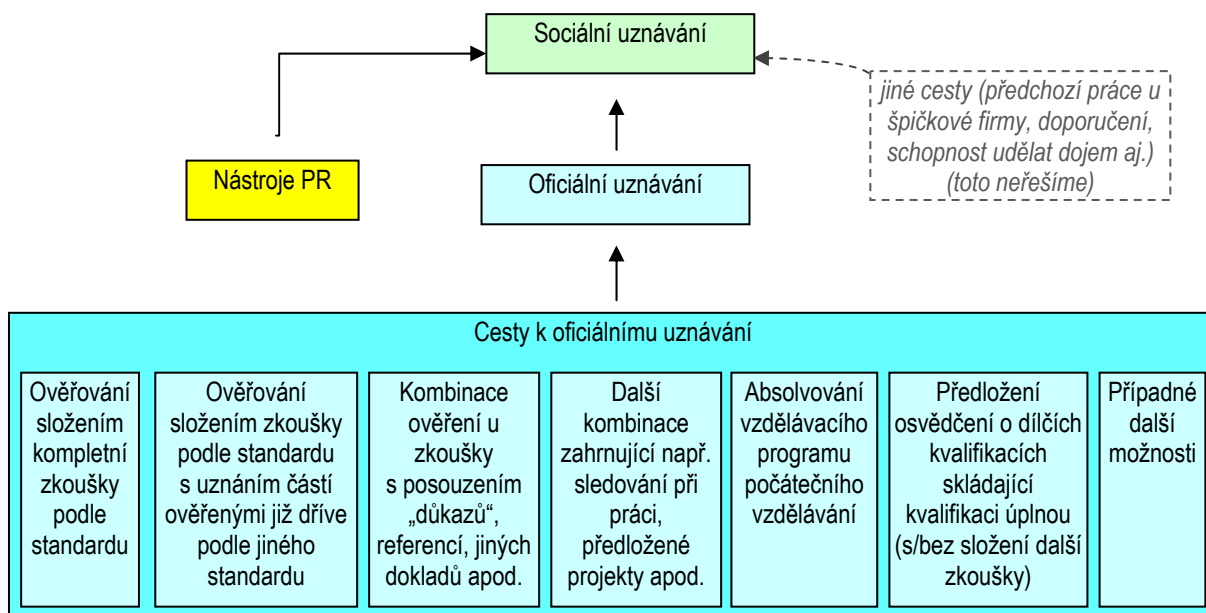 Sociální uznávání
jiné cesty (předchozí práce u
špičkové firmy, doporučení,
schopnost udělat dojem aj.)
(toto neřešíme)
Nástroje PR
Oficiální uznávání
Cesty k oficiálnímu uznávání
Ověřování
složením
kompletní
zkoušky
podle
standardu
Ověřování
složením zkoušky
podle standardu
s uznáním částí
ověřenými již dříve
podle jiného
standardu
Kombinace
ověření u
zkoušky
s posouzením
„důkazů“,
referencí, jiných
dokladů apod.
Další
kombinace
zahrnující např.
sledování při
práci,
předložené
projekty apod.
Absolvování
vzdělávacího
programu
počátečního
vzdělávání
Předložení
osvědčení o dílčích
kvalifikacích
skládající
kvalifikaci úplnou
(s/bez složení další
zkoušky)
Případné
další
možnosti